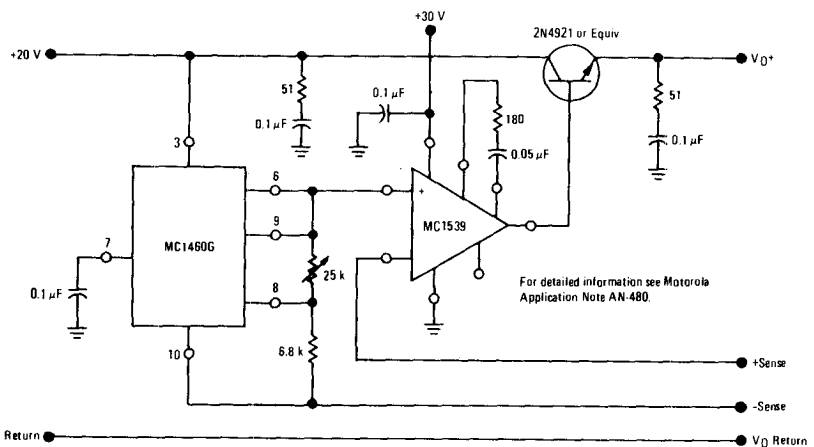 +30 V
2N4921 or Equiv
+20 V
V0+
51
0.1 µF
0.1 µF
180
0.05 µF
51
0.1 µF
3
6
+
9
MC1460G
MC1539
7
25 k
8
0.1 µF
6.8 k
10
For detailed information see Motorola
Application Note AN-480.
+Sense
-Sense
Return
VO Return